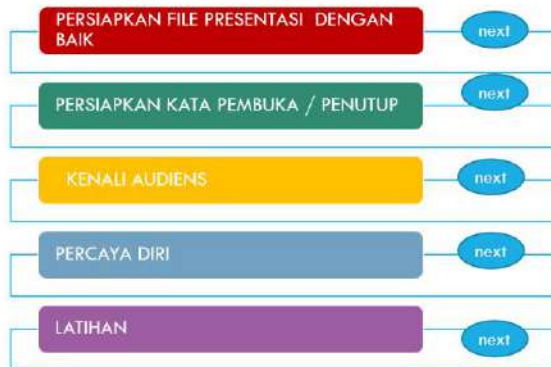 PERSIAPKAN FILE PRESENTASI DENGAN
BAIK
next
PERSIAPKAN KATA PEMBUKA / PENUTUP
next
KENALI AUDIENS
next
PERCAYA DIRI
next
LATIHAN
next